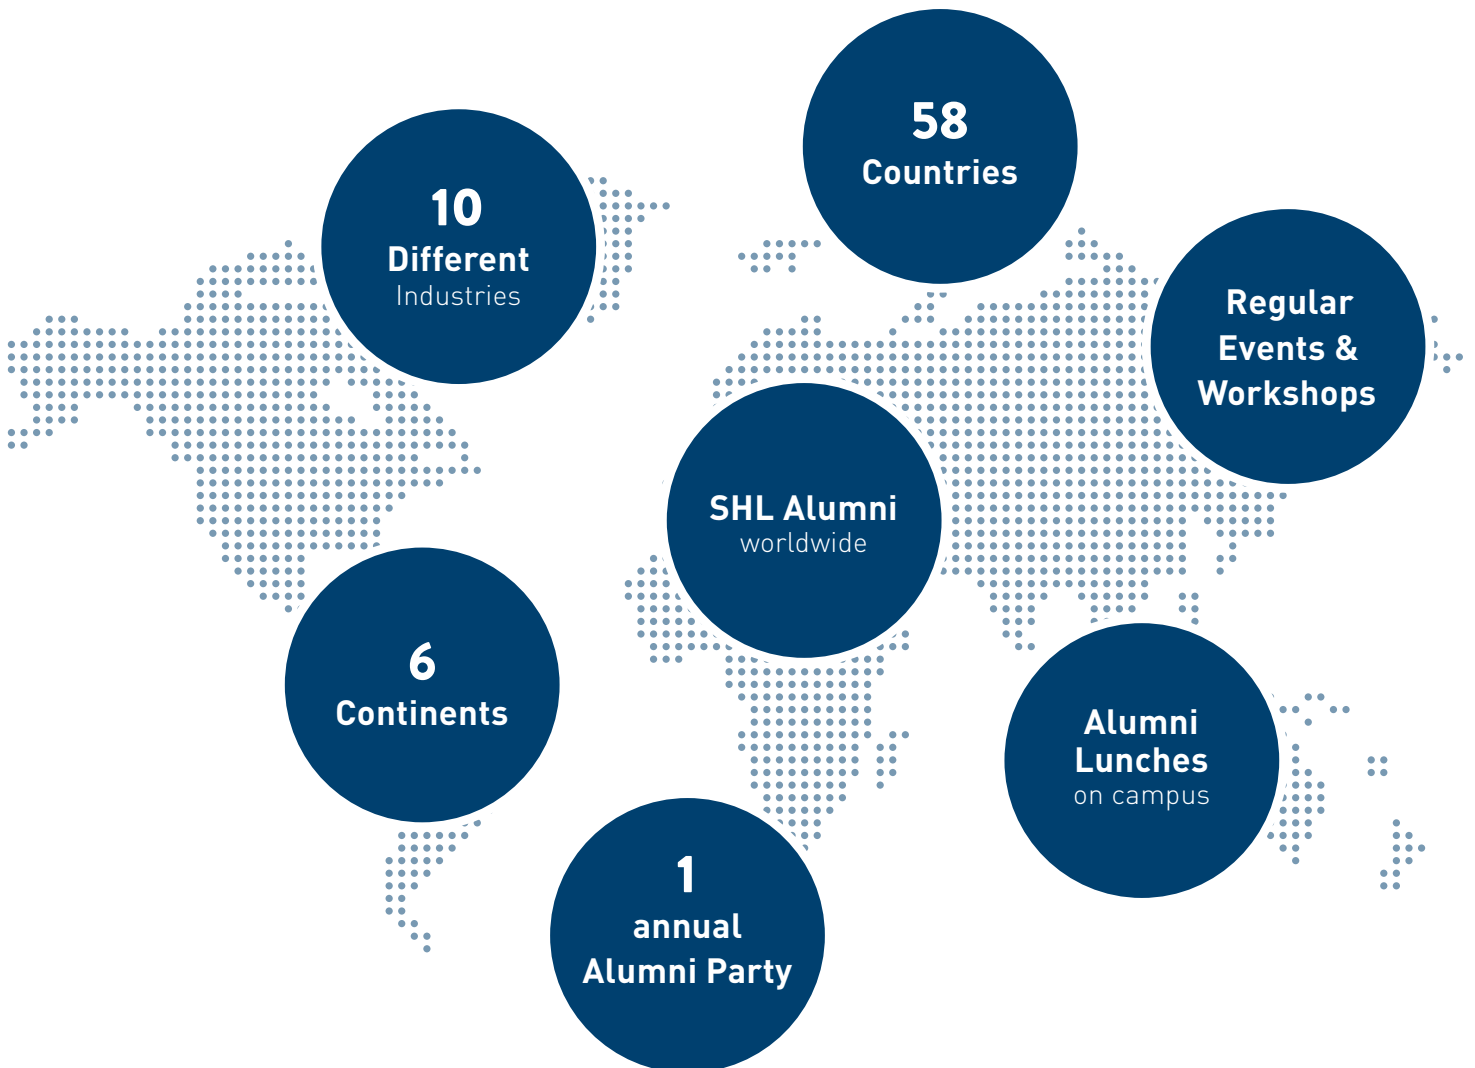 58
Countries
10
Different
Industries
Regular
Events &
Workshops
SHL Alumni
worldwide
6
Continents
Alumni
Lunches
on campus
1
annual
Alumni Party